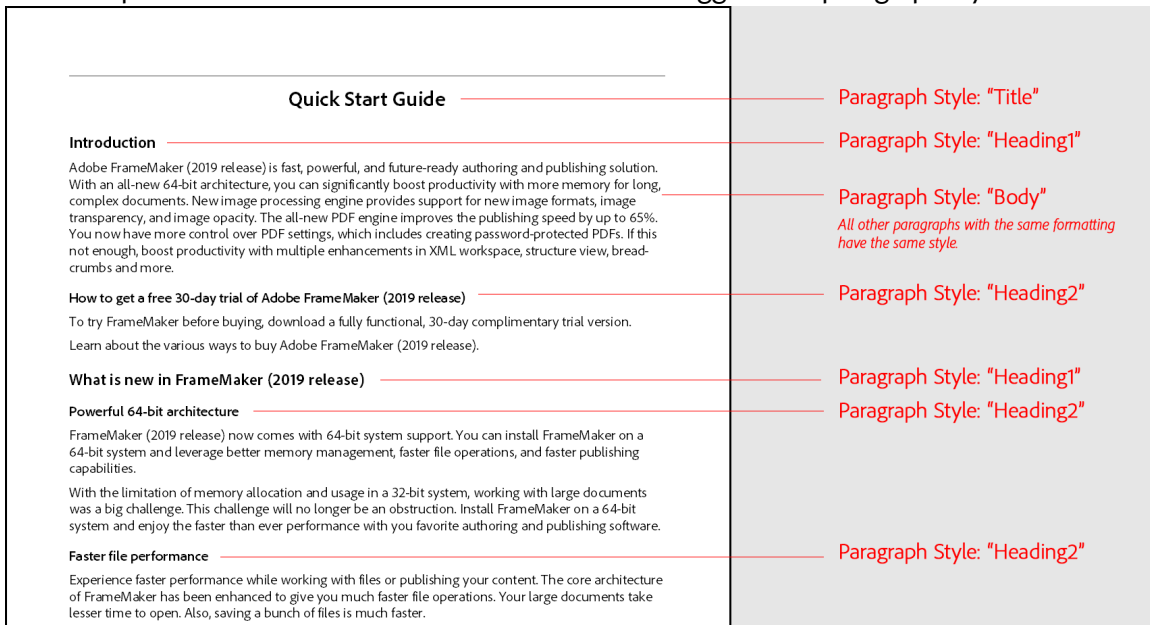 Quick Start Guide
Paragraph Style: "Title"
Introduction
Paragraph Style: "Heading1"
Adobe FrameMaker (2019 release) is fast, powerful, and future-ready authoring and publishing solution.
With an all-new 64-bit architecture, you can significantly boost productivity with more memory for long,
complex documents. New image processing engine provides support for new image formats, image
transparency, and image opacity. The all-new PDF engine improves the publishing speed by up to 65%.
You now have more control over PDF settings, which includes creating password-protected PDFs. If this
not enough, boost productivity with multiple enhancements in XML workspace, structure view, bread-
crumbs and more.
Paragraph Style: "Body"
All other paragraphs with the same formatting
have the same style.
How to get a free 30-day trial of Adobe FrameMaker (2019 release)
Paragraph Style: "Heading2"
To try FrameMaker before buying, download a fully functional, 30-day complimentary trial version.
Learn about the various ways to buy Adobe FrameMaker (2019 release).
What is new in FrameMaker (2019 release)
Paragraph Style: "Heading1"
Powerful 64-bit architecture
Paragraph Style: "Heading2"
FrameMaker (2019 release) now comes with 64-bit system support. You can install FrameMaker on a
64-bit system and leverage better memory management, faster file operations, and faster publishing
capabilities.
With the limitation of memory allocation and usage in a 32-bit system, working with large documents
was a big challenge. This challenge will no longer be an obstruction. Install FrameMaker on a 64-bit
system and enjoy the faster than ever performance with you favorite authoring and publishing software.
Faster file performance
Paragraph Style: "Heading2"
Experience faster performance while working with files or publishing your content. The core architecture
of FrameMaker has been enhanced to give you much faster file operations. Your large documents take
lesser time to open. Also, saving a bunch of files is much faster.